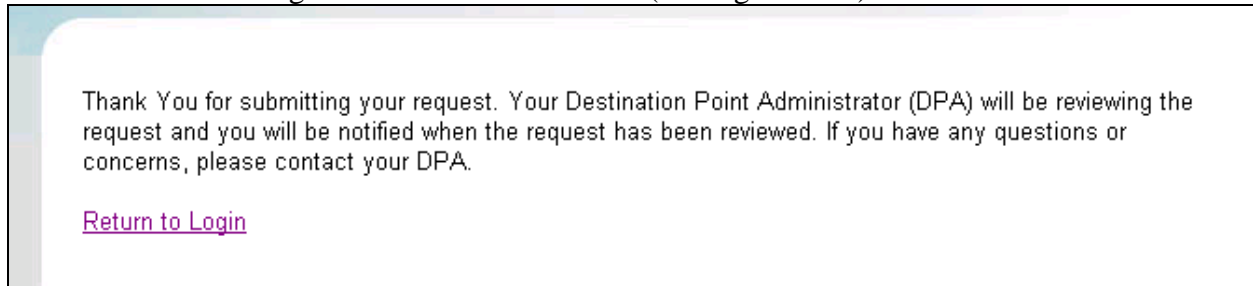 Thank You for submitting your request. Your Destination Point Administrator (DPA) will be reviewing the
request and you will be notified when the request has been reviewed. If you have any questions or
concerns, please contact your DPA.
Return to Login